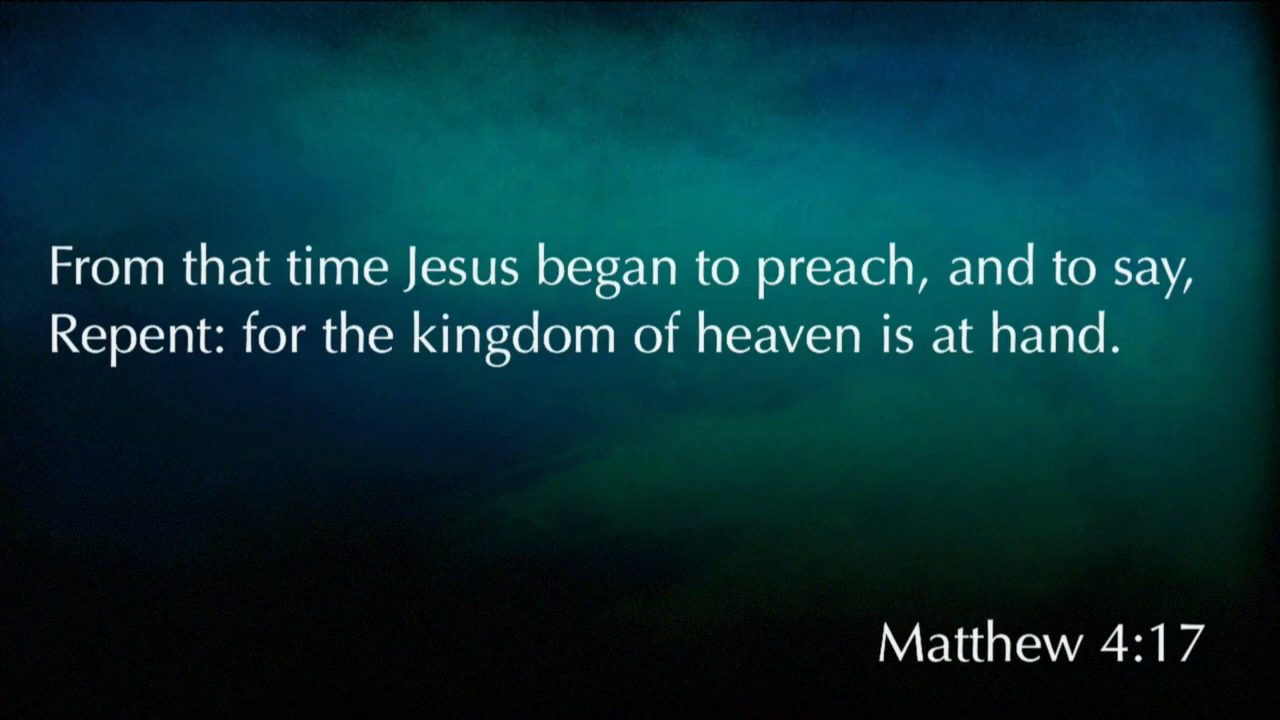 From that time Jesus began to preach, and to say,
Repent: for the kingdom of heaven is at hand.
Matthew 4:17